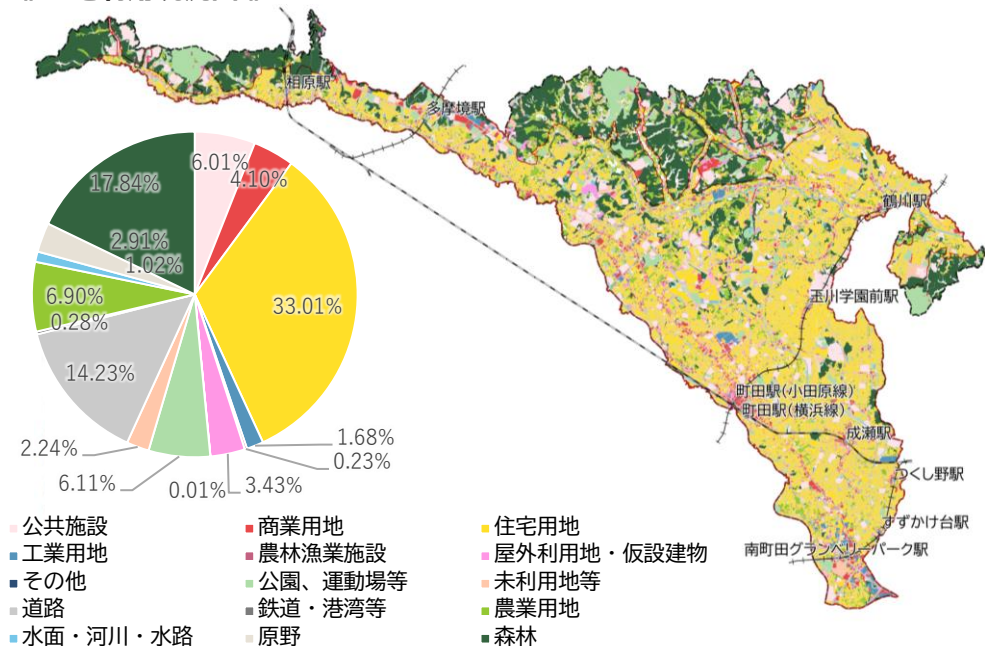 相原駅
多摩境駅
鶴川駅
玉川学園前駅
町田駅(小田原線)
町田駅(横浜線)
成瀬駅
つくし野駅
すずかけ台駅
南町田グランベリーパーク駅
6.01%
4.10%
33.01%
1.68%
0.23%
3.43%
0.01%
6.11%
2.24%
14.23%
0.28%
6.90%
1.02%
2.91%
17.84%
公共施設
商業用地
住宅用地
工業用地
農林漁業施設
屋外利用地・仮設建物
その他
公園、運動場等
未利用地等
道路
鉄道・港湾等
農業用地
水面・河川・水路
原野
森林